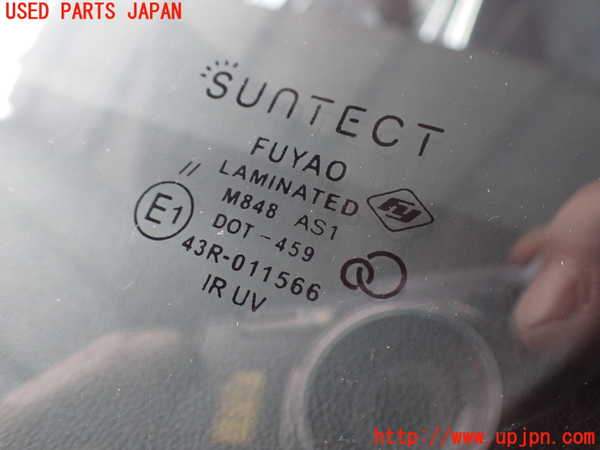 USED PARTS JAPAN
SUNTECT
FUYAO
// LAMINATED
M848 AS1
DOT-459
E1
43R-011566
IR UV
FY
http://www.upjpn.com/